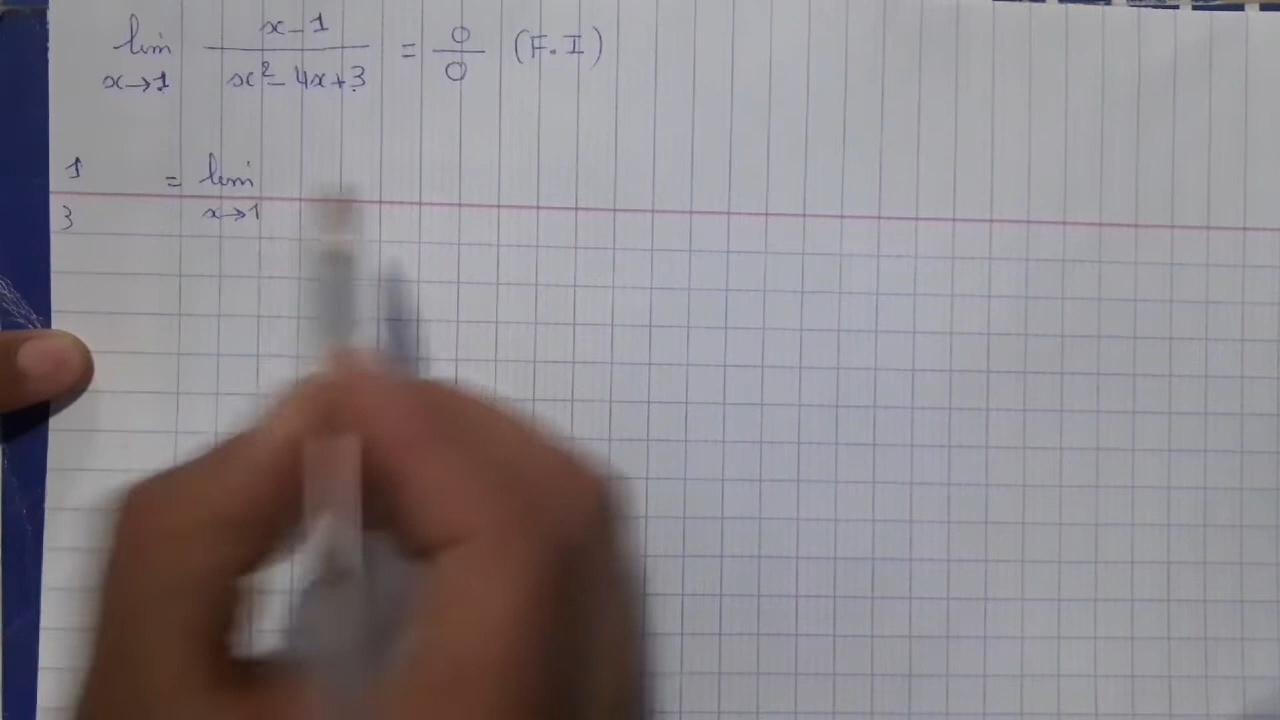 lim x→1 x-1 / x²-4x+3 = 0/0 (F.I)
1 = lim x→1
3